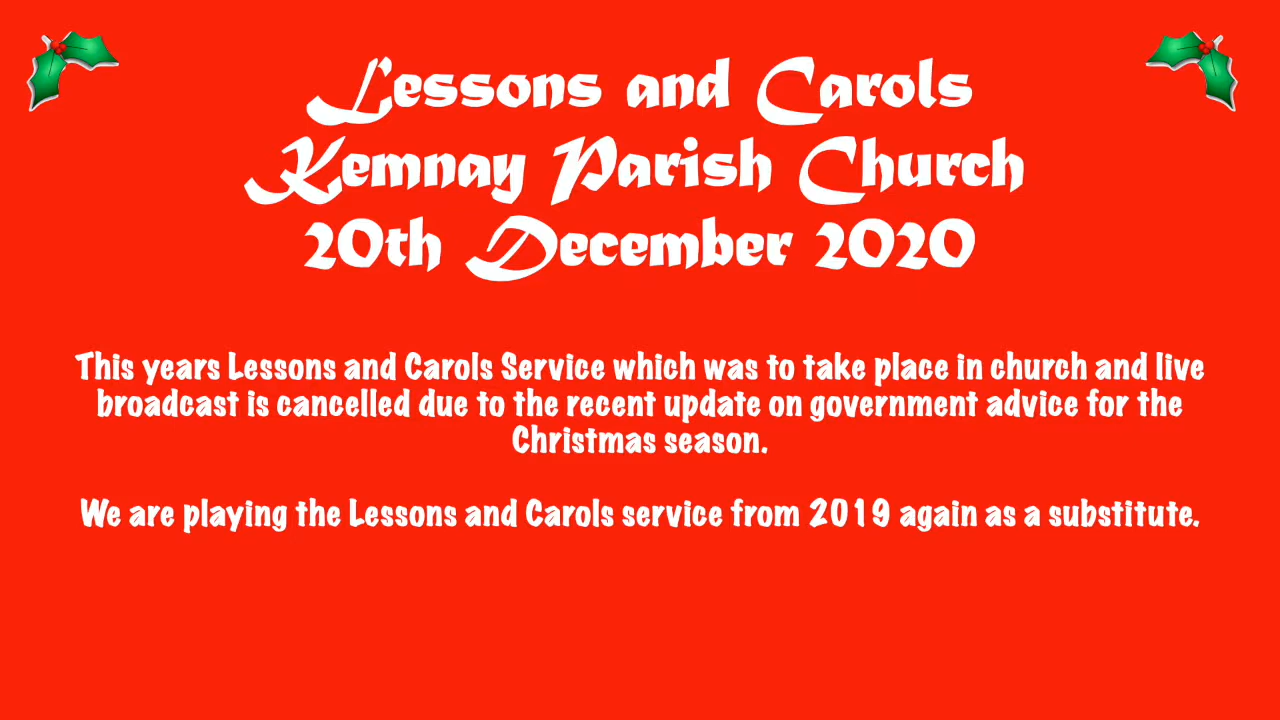 Lessons and Carols
Kemnay Parish Church
20th December 2020
This years Lessons and Carols Service which was to take place in church and live
broadcast is cancelled due to the recent update on government advice for the
Christmas season.
We are playing the Lessons and Carols service from 2019 again as a substitute.